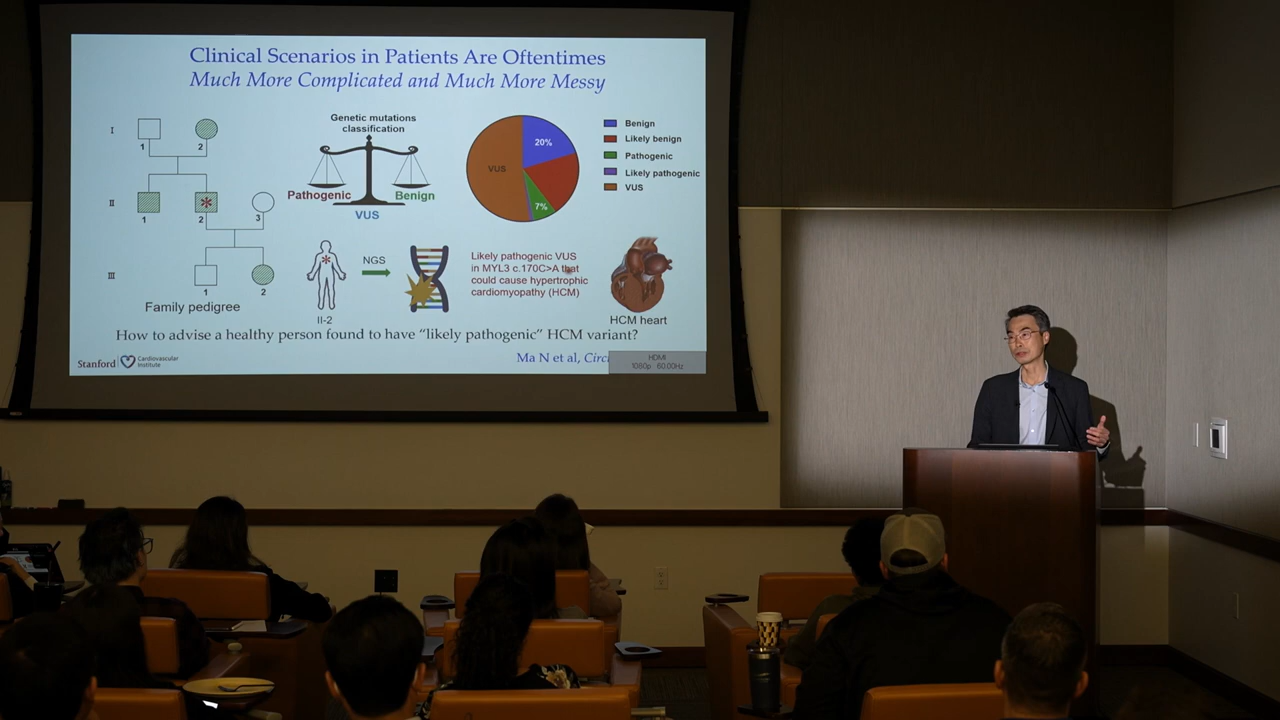 Clinical Scenarios in Patients Are Oftentimes
Much More Complicated and Much More Messy
I
1
2
II
1
*
2
3
III
1
2
Family pedigree
Genetic mutations
classification
Pathogenic
Benign
VUS
*
II-2
NGS
VUS
20%
7%
Benign
Likely benign
Pathogenic
Likely pathogenic
VUS
Likely pathogenic VUS
in MYL3 c.170C>A that
could cause hypertrophic
cardiomyopathy (HCM)
HCM heart
How to advise a healthy person found to have "likely pathogenic" HCM variant?
Stanford
Cardiovascular
Institute
Ma N et al,
HDMI
1080p 60.00Hz